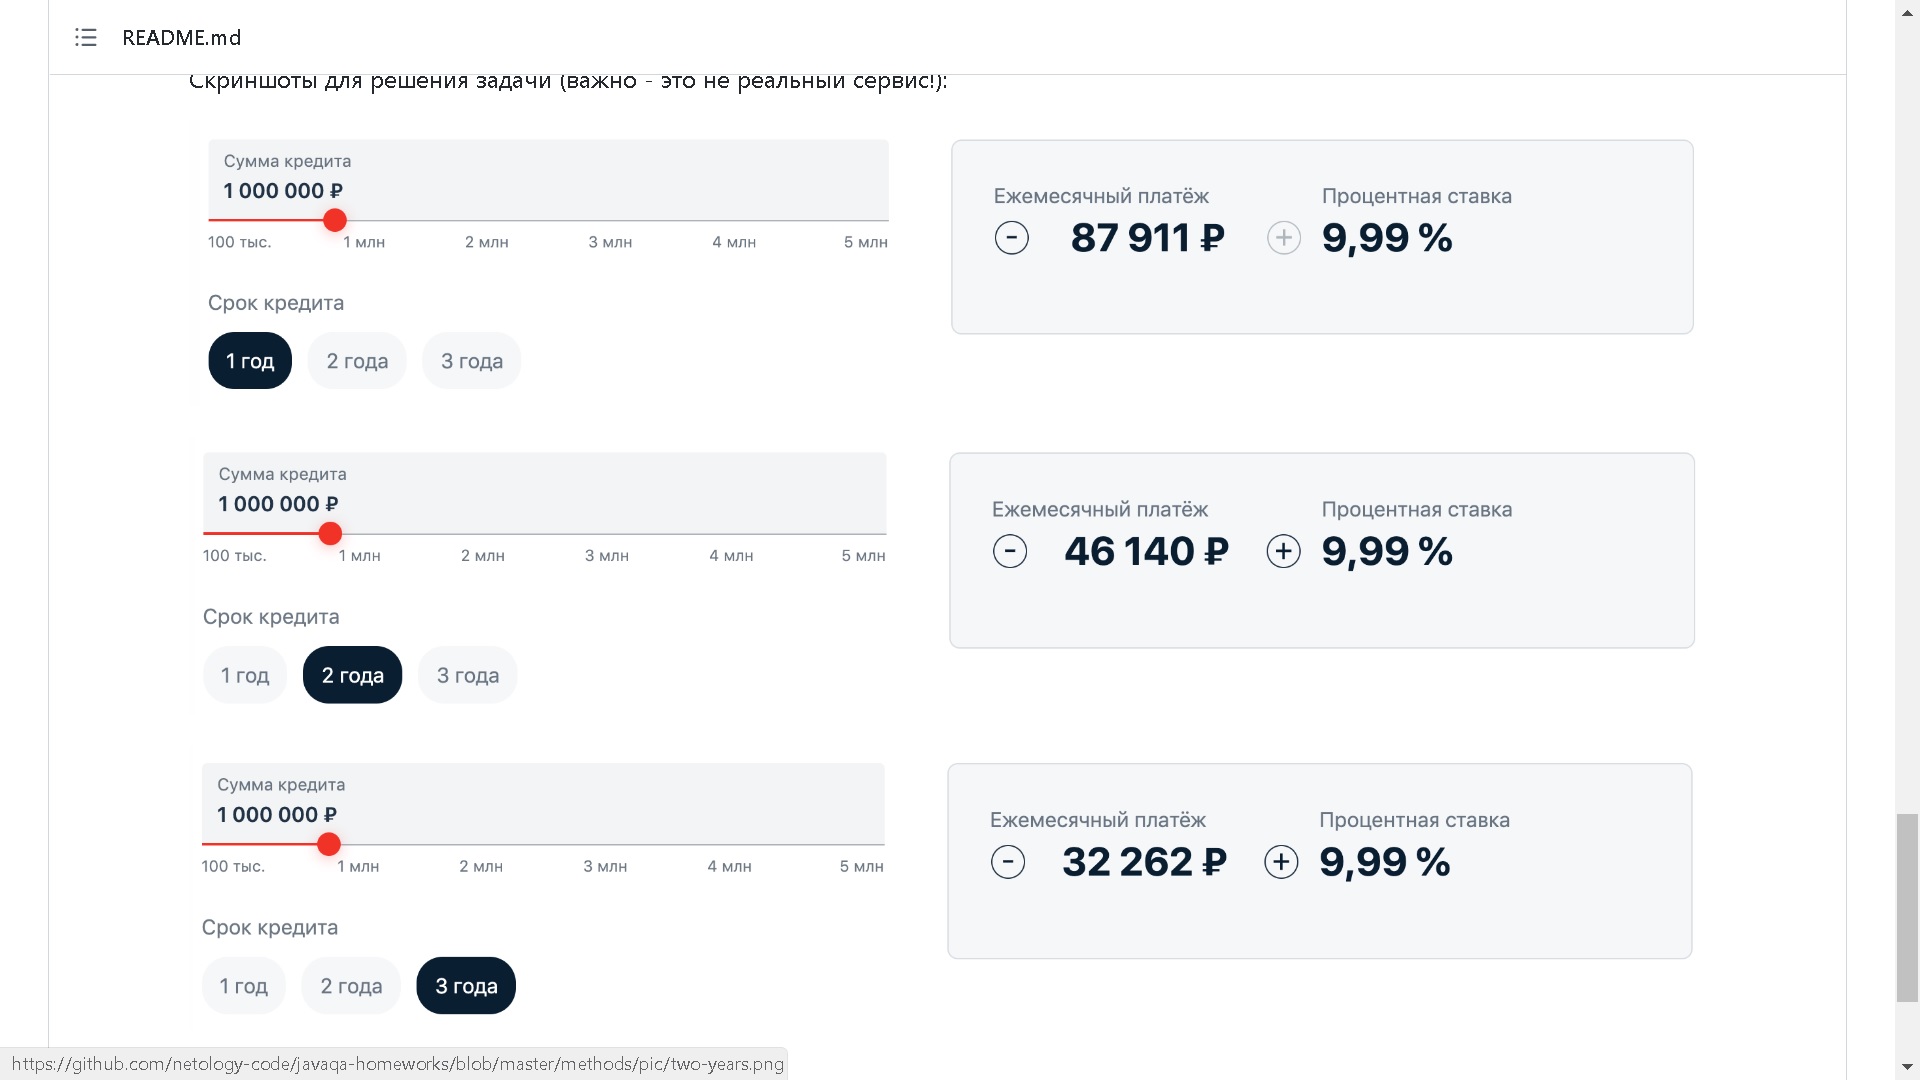 README.md
Скриншоты для решения задачи (важно - это не реальный сервис!):
Сумма кредита
1 000 000 ₽
100 тыс. 1 млн 2 млн 3 млн 4 млн 5 млн
Срок кредита
1 год 2 года 3 года
Ежемесячный платёж Процентная ставка
- 87 911 ₽ + 9,99 %
Сумма кредита
1 000 000 ₽
100 тыс. 1 млн 2 млн 3 млн 4 млн 5 млн
Срок кредита
1 год 2 года 3 года
Ежемесячный платёж Процентная ставка
- 46 140 ₽ + 9,99 %
Сумма кредита
1 000 000 ₽
100 тыс. 1 млн 2 млн 3 млн 4 млн 5 млн
Срок кредита
1 год 2 года 3 года
Ежемесячный платёж Процентная ставка
- 32 262 ₽ + 9,99 %
https://github.com/netology-code/javaqa-homeworks/blob/master/methods/pic/two-years.png